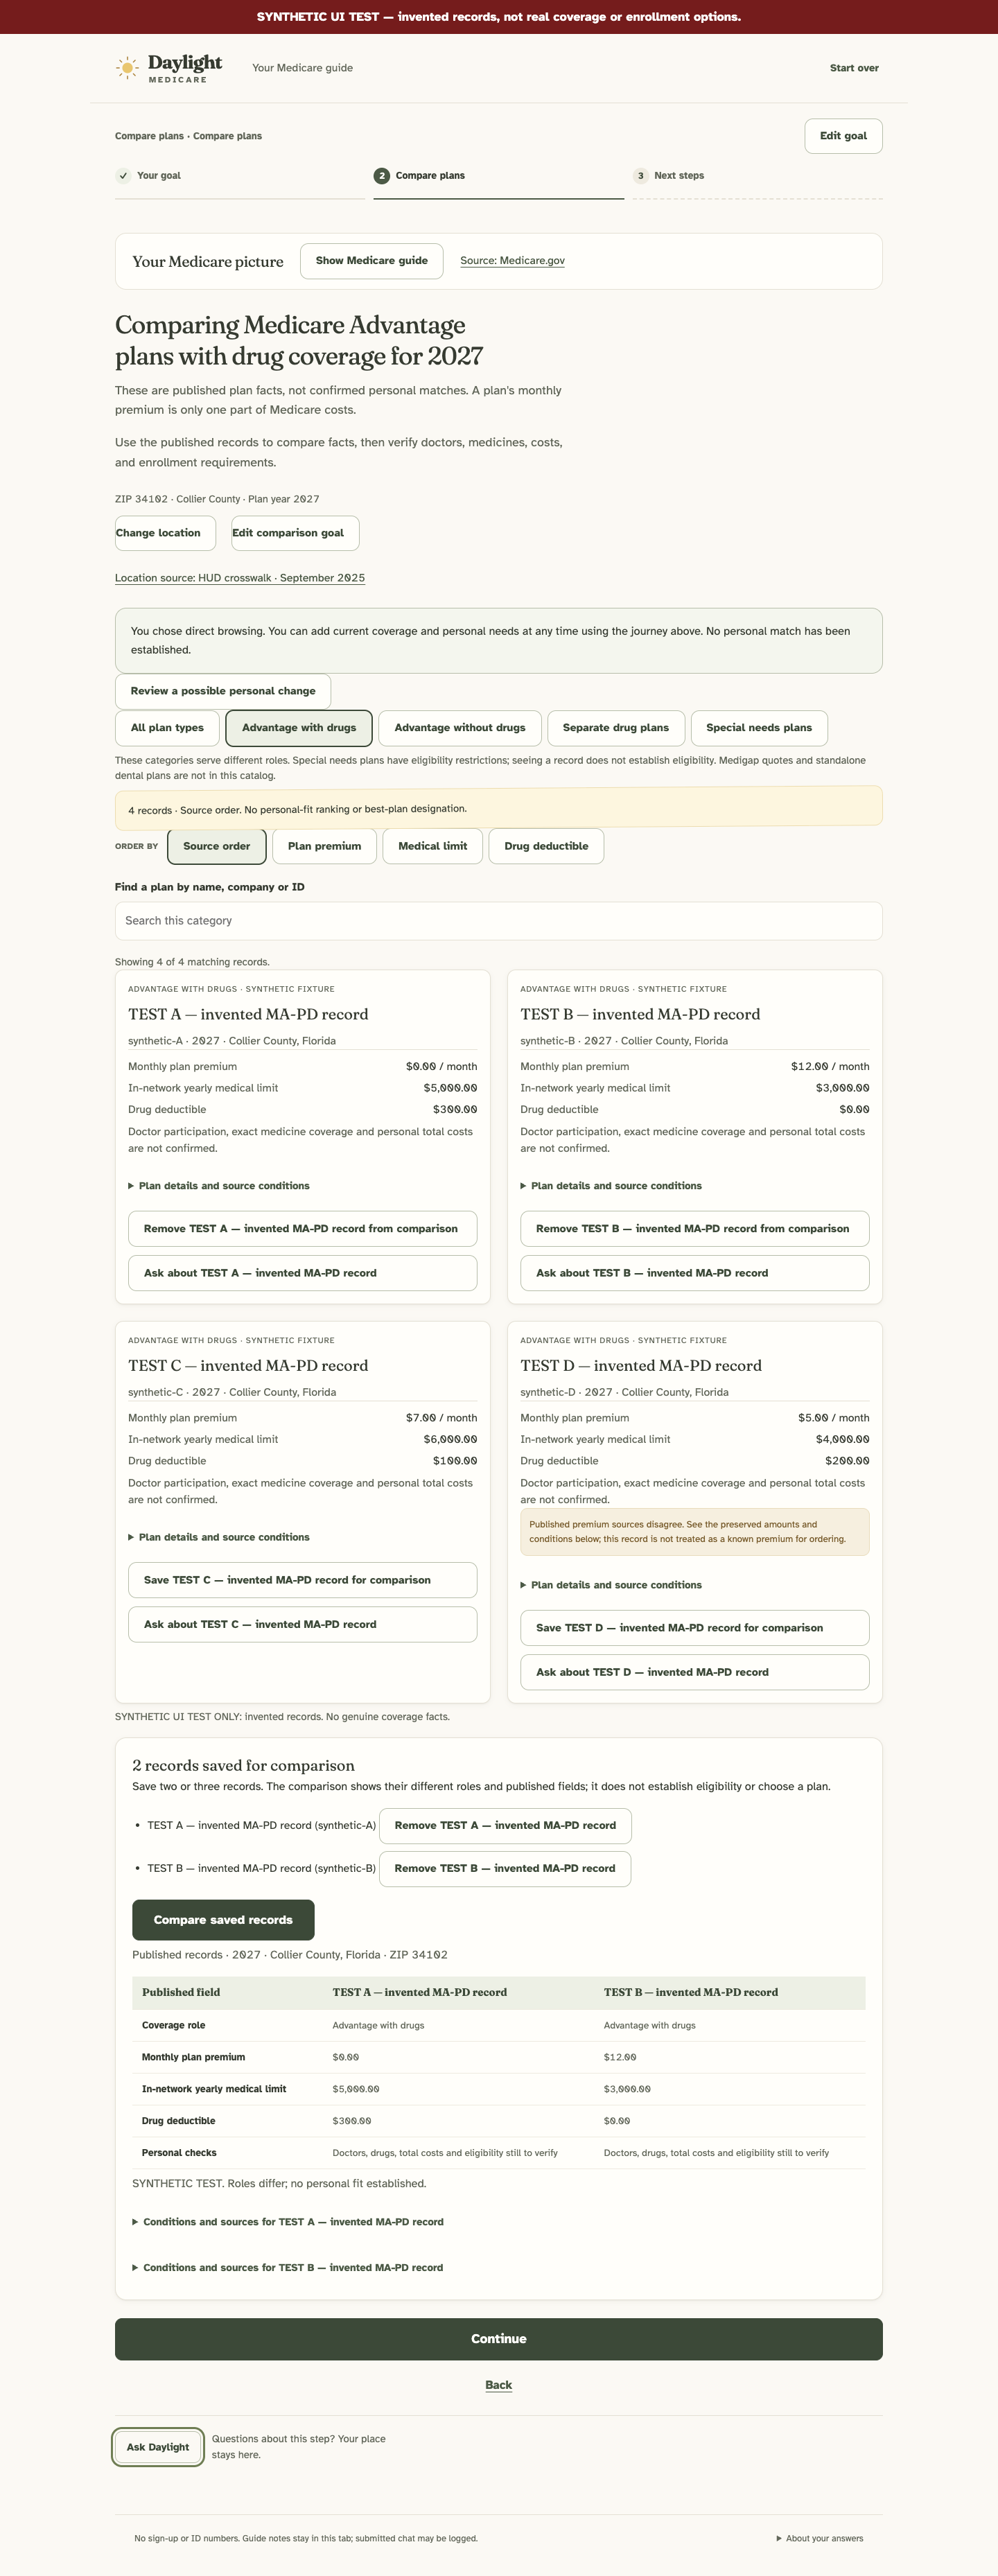 SYNTHETIC UI TEST — invented records, not real coverage or enrollment options.
Daylight
MEDICARE
Your Medicare guide
Start over
Compare plans · Compare plans
Edit goal
Your goal
2 Compare plans
3 Next steps
Your Medicare picture
Show Medicare guide
Source: Medicare.gov
Comparing Medicare Advantage
plans with drug coverage for 2027
These are published plan facts, not confirmed personal matches. A plan's monthly
premium is only one part of Medicare costs.
Use the published records to compare facts, then verify doctors, medicines, costs,
and enrollment requirements.
ZIP 34102 · Collier County · Plan year 2027
Change location
Edit comparison goal
Location source: HUD crosswalk · September 2025
You chose direct browsing. You can add current coverage and personal needs at any time using the journey above. No personal match has been
established.
Review a possible personal change
All plan types
Advantage with drugs
Advantage without drugs
Separate drug plans
Special needs plans
These categories serve different roles. Special needs plans have eligibility restrictions; seeing a record does not establish eligibility. Medigap quotes and standalone
dental plans are not in this catalog.
4 records · Source order. No personal-fit ranking or best-plan designation.
ORDER BY
Source order
Plan premium
Medical limit
Drug deductible
Find a plan by name, company or ID
Search this category
Showing 4 of 4 matching records.
ADVANTAGE WITH DRUGS · SYNTHETIC FIXTURE
TEST A — invented MA-PD record
synthetic-A · 2027 · Collier County, Florida
Monthly plan premium $0.00 / month
In-network yearly medical limit $5,000.00
Drug deductible $300.00
Doctor participation, exact medicine coverage and personal total costs
are not confirmed.
▶ Plan details and source conditions
Remove TEST A — invented MA-PD record from comparison
Ask about TEST A — invented MA-PD record
ADVANTAGE WITH DRUGS · SYNTHETIC FIXTURE
TEST B — invented MA-PD record
synthetic-B · 2027 · Collier County, Florida
Monthly plan premium $12.00 / month
In-network yearly medical limit $3,000.00
Drug deductible $0.00
Doctor participation, exact medicine coverage and personal total costs
are not confirmed.
▶ Plan details and source conditions
Remove TEST B — invented MA-PD record from comparison
Ask about TEST B — invented MA-PD record
ADVANTAGE WITH DRUGS · SYNTHETIC FIXTURE
TEST C — invented MA-PD record
synthetic-C · 2027 · Collier County, Florida
Monthly plan premium $7.00 / month
In-network yearly medical limit $6,000.00
Drug deductible $100.00
Doctor participation, exact medicine coverage and personal total costs
are not confirmed.
▶ Plan details and source conditions
Save TEST C — invented MA-PD record for comparison
Ask about TEST C — invented MA-PD record
ADVANTAGE WITH DRUGS · SYNTHETIC FIXTURE
TEST D — invented MA-PD record
synthetic-D · 2027 · Collier County, Florida
Monthly plan premium $5.00 / month
In-network yearly medical limit $4,000.00
Drug deductible $200.00
Doctor participation, exact medicine coverage and personal total costs
are not confirmed.
Published premium sources disagree. See the preserved amounts and
conditions below; this record is not treated as a known premium for ordering.
▶ Plan details and source conditions
Save TEST D — invented MA-PD record for comparison
Ask about TEST D — invented MA-PD record
SYNTHETIC UI TEST ONLY: invented records. No genuine coverage facts.
2 records saved for comparison
Save two or three records. The comparison shows their different roles and published fields; it does not establish eligibility or choose a plan.
• TEST A — invented MA-PD record (synthetic-A) Remove TEST A — invented MA-PD record
• TEST B — invented MA-PD record (synthetic-B) Remove TEST B — invented MA-PD record
Compare saved records
Published records · 2027 · Collier County, Florida · ZIP 34102
Published field TEST A — invented MA-PD record TEST B — invented MA-PD record
Coverage role Advantage with drugs Advantage with drugs
Monthly plan premium $0.00 $12.00
In-network yearly medical limit $5,000.00 $3,000.00
Drug deductible $300.00 $0.00
Personal checks Doctors, drugs, total costs and eligibility still to verify Doctors, drugs, total costs and eligibility still to verify
SYNTHETIC TEST. Roles differ; no personal fit established.
▶ Conditions and sources for TEST A — invented MA-PD record
▶ Conditions and sources for TEST B — invented MA-PD record
Continue
Back
Ask Daylight
Questions about this step? Your place
stays here.
No sign-up or ID numbers. Guide notes stay in this tab; submitted chat may be logged.
▶ About your answers